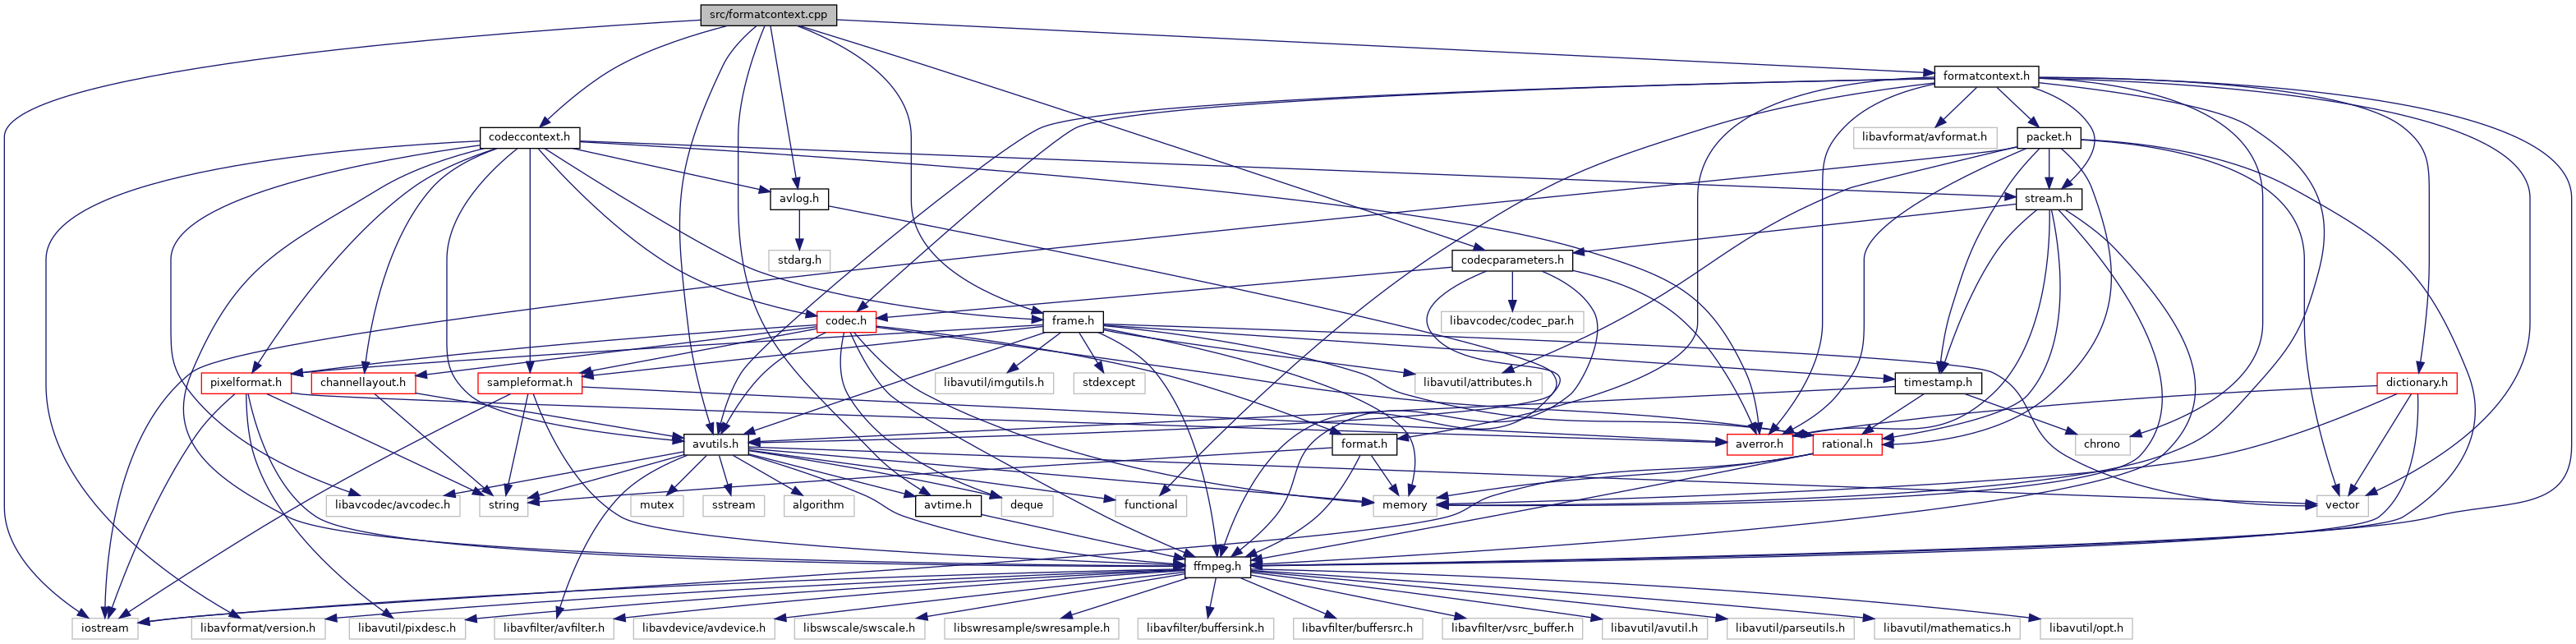 src/formatcontext.cpp
formatcontext.h
codeccontext.h
libavformat/avformat.h
packet.h
avlog.h
stream.h
stdarg.h
codecparameters.h
codec.h
frame.h
libavcodec/codec_par.h
pixelformat.h
channellayout.h
sampleformat.h
libavutil/imgutils.h
stdexcept
libavutil/attributes.h
timestamp.h
dictionary.h
avutils.h
format.h
averror.h
rational.h
chrono
libavcodec/avcodec.h
string
mutex
sstream
algorithm
avtime.h
deque
functional
memory
vector
ffmpeg.h
iostream
libavformat/version.h
libavutil/pixdesc.h
libavfilter/avfilter.h
libavdevice/avdevice.h
libswscale/swscale.h
libswresample/swresample.h
libavfilter/buffersink.h
libavfilter/buffersrc.h
libavfilter/vsrc_buffer.h
libavutil/avutil.h
libavutil/parseutils.h
libavutil/mathematics.h
libavutil/opt.h